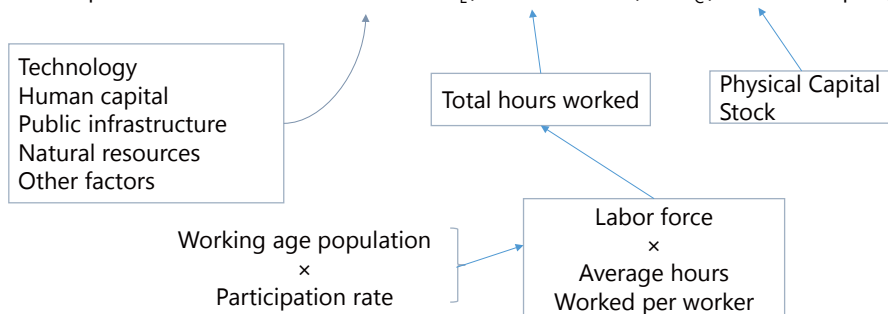 Technology
Human capital
Public infrastructure
Natural resources
Other factors
Total hours worked
Physical Capital
Stock
Labor force
×
Average hours
Worked per worker
Working age population
×
Participation rate